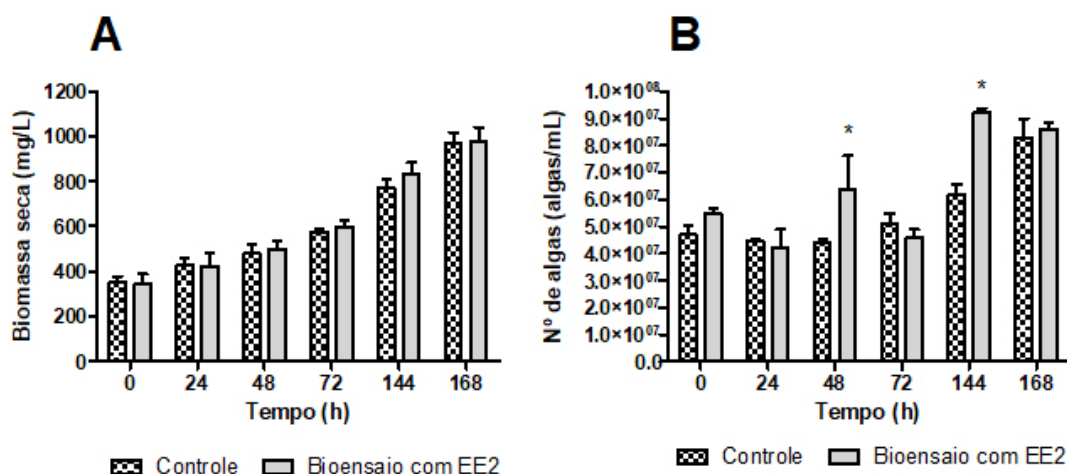 A
Biomassa seca (mg/L)
1200
1000
800
600
400
200
0
0 24 48 72 144 168
Tempo (h)
Controle Bioensaio com EE2
B
Nº de algas (algas/mL)
1.0×10⁰⁸
9.0×10⁰⁷
8.0×10⁰⁷
7.0×10⁰⁷
6.0×10⁰⁷
5.0×10⁰⁷
4.0×10⁰⁷
3.0×10⁰⁷
2.0×10⁰⁷
1.0×10⁰⁷
0.0
* *
0 24 48 72 144 168
Tempo (h)
Controle Bioensaio com EE2